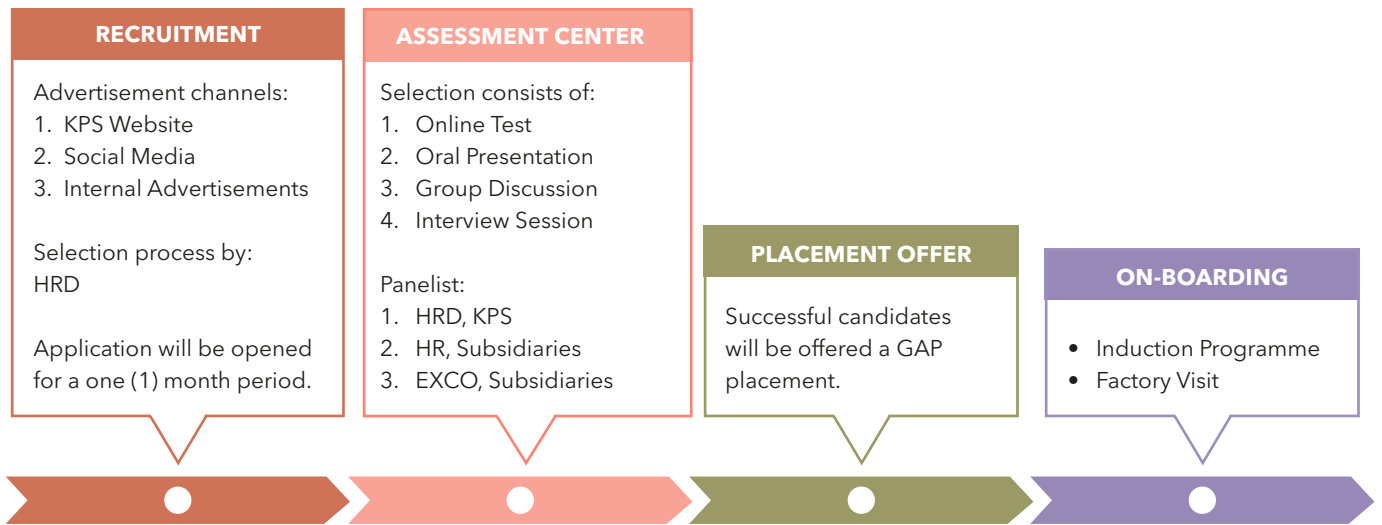 RECRUITMENT
Advertisement channels:
1. KPS Website
2. Social Media
3. Internal Advertisements
Selection process by:
HRD
Application will be opened
for a one (1) month period.
ASSESSMENT CENTER
Selection consists of:
1. Online Test
2. Oral Presentation
3. Group Discussion
4. Interview Session
Panelist:
1. HRD, KPS
2. HR, Subsidiaries
3. EXCO, Subsidiaries
PLACEMENT OFFER
Successful candidates
will be offered a GAP
placement.
ON-BOARDING
• Induction Programme
• Factory Visit